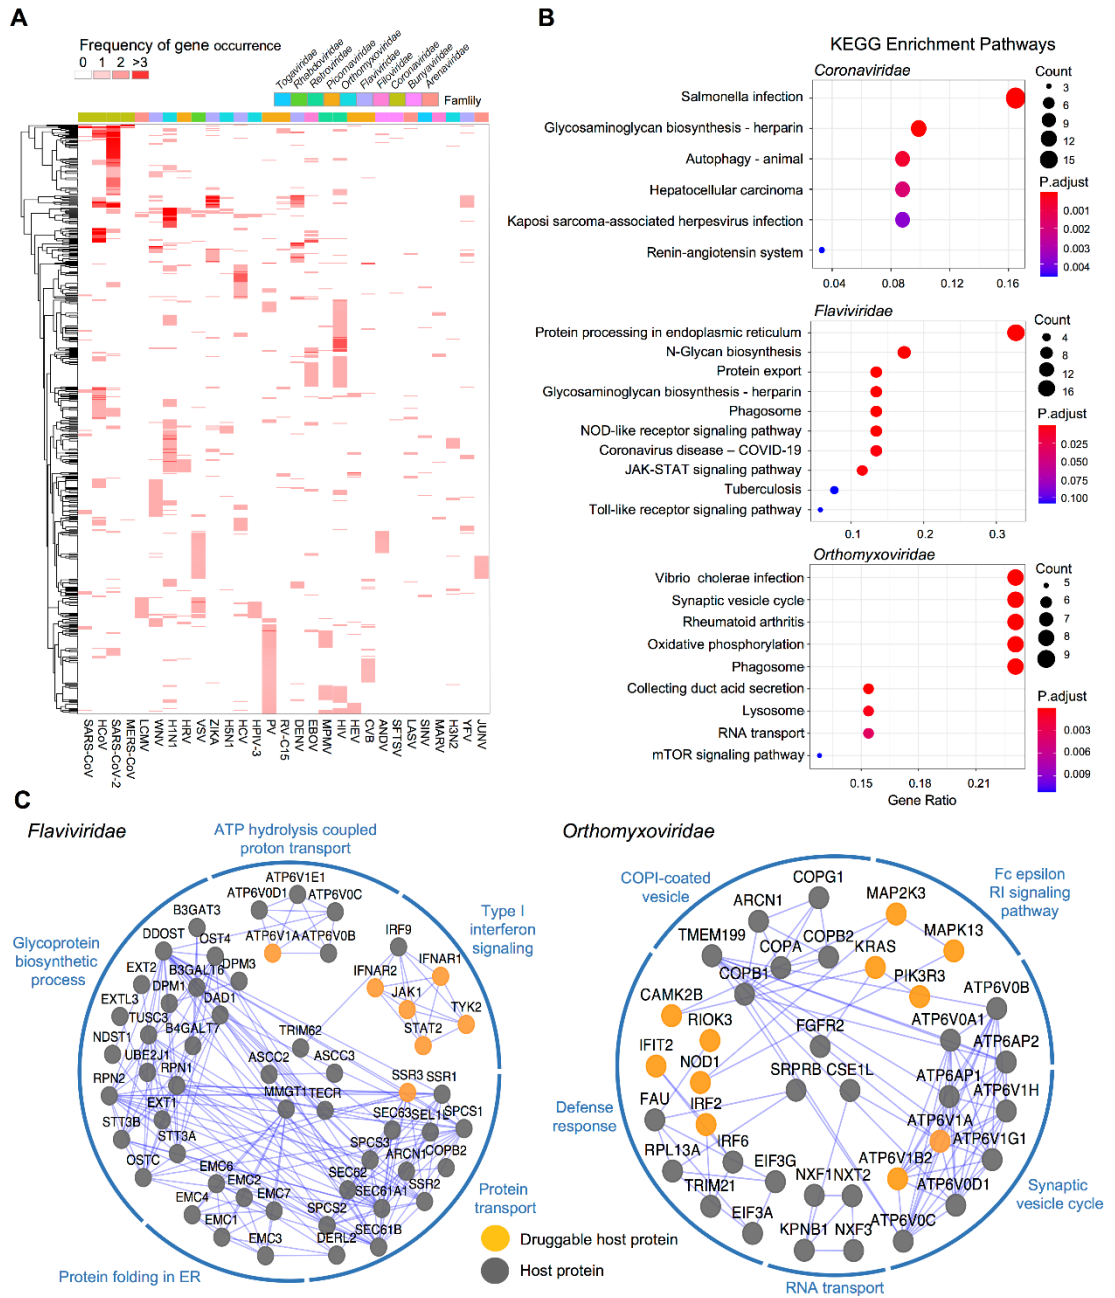 A
Frequency of gene occurrence
0 1 2 >3
Togaviridae
Rhabdoviridae
Retroviridae
Picornaviridae
Orthomyxoviridae
Flaviviridae
Filoviridae
Coronaviridae
Bunyaviridae
Arenaviridae
Familily
SARS-CoV
HCoV
SARS-CoV-2
MERS-CoV
LCMV
WNV
H1N1
HRV
VSV
ZIKA
H5N1
HCV
HPIV-3
PV
RV-C15
DENV
EBOV
MPMV
HIV
HEV
CVB
ANDV
SFTSV
LASV
SINV
MARV
H3N2
YFV
JUNV
B
KEGG Enrichment Pathways
Coronaviridae
Salmonella infection
Glycosaminoglycan biosynthesis - herparin
Autophagy - animal
Hepatocellular carcinoma
Kaposi sarcoma-associated herpesvirus infection
Renin-angiotensin system
0.04 0.08 0.12 0.16
Count
3
6
9
12
15
P.adjust
0.001
0.002
0.003
0.004
Flaviviridae
Protein processing in endoplasmic reticulum
N-Glycan biosynthesis
Protein export
Glycosaminoglycan biosynthesis - herparin
Phagosome
NOD-like receptor signaling pathway
Coronavirus disease – COVID-19
JAK-STAT signaling pathway
Tuberculosis
Toll-like receptor signaling pathway
0.1 0.2 0.3
Count
4
8
12
16
P.adjust
0.025
0.050
0.075
0.100
Orthomyxoviridae
Vibrio cholerae infection
Synaptic vesicle cycle
Rheumatoid arthritis
Oxidative phosphorylation
Phagosome
Collecting duct acid secretion
Lysosome
RNA transport
mTOR signaling pathway
0.15 0.18 0.21
Gene Ratio
Count
5
6
7
8
9
P.adjust
0.003
0.006
0.009
C
Flaviviridae
ATP hydrolysis coupled
proton transport
Type I
interferon
signaling
Glycoprotein
biosynthetic
process
Protein
transport
Protein folding in ER
ATP6V1E1
ATP6V0D1
ATP6V0C
ATP6V1A
ATP6V0B
B3GAT3
DDOST
OST4
EXT2
B3GALT6
DPM3
DPM1
EXTL3
DAD1
TUSC3
NDST1
B4GALT7
UBE2J1
RPN2
RPN1
EXT1
STT3B
STT3A
OSTC
IRF9
IFNAR1
IFNAR2
JAK1
TYK2
STAT2
TRIM62
ASCC2
ASCC3
MMGT1
TECR
SSR3
SSR1
SEC63
SEL1L
SPCS1
SPCS3
ARCN1
COPB2
SEC62
SSR2
SEC61A1
SPCS2
SEC61B
DERL2
EMC6
EMC2
EMC4
EMC7
EMC1
EMC3
Druggable host protein
Host protein
Orthomyxoviridae
COPI-coated
vesicle
Fc epsilon
RI signaling
pathway
Defense
response
Synaptic
vesicle cycle
RNA transport
COPG1
ARCN1
MAP2K3
TMEM199
COPA
COPB2
KRAS
MAPK13
COPB1
PIK3R3
CAMK2B
ATP6V0B
RIOK3
FGFR2
ATP6V0A1
IFIT2
ATP6AP2
NOD1
SRPRB
CSE1L
ATP6AP1
ATP6V1H
FAU
IRF2
ATP6V1A
ATP6V1G1
RPL13A
IRF6
ATP6V1B2
EIF3G
TRIM21
NXF1
NXT2
ATP6V0D1
EIF3A
KPNB1
NXF3
ATP6V0C